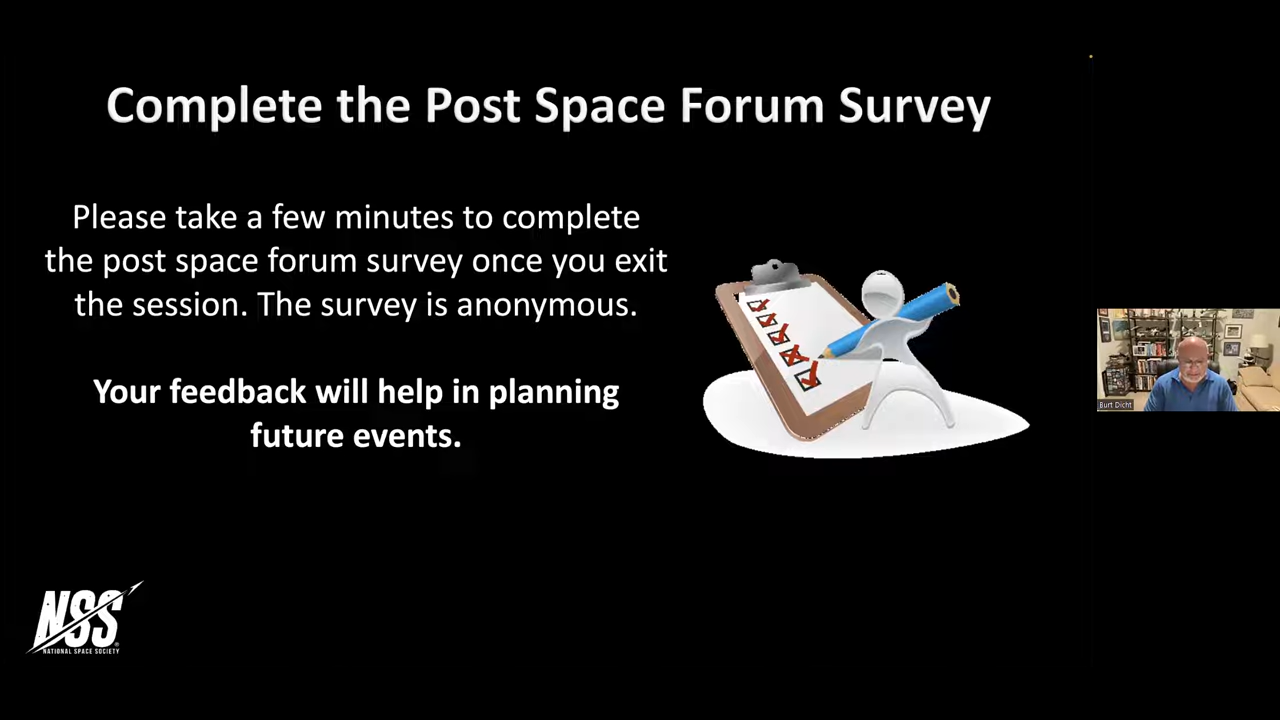 Complete the Post Space Forum Survey
Please take a few minutes to complete
the post space forum survey once you exit
the session. The survey is anonymous.
Your feedback will help in planning
future events.
Burt Dicht
NSS
NATIONAL SPACE SOCIETY